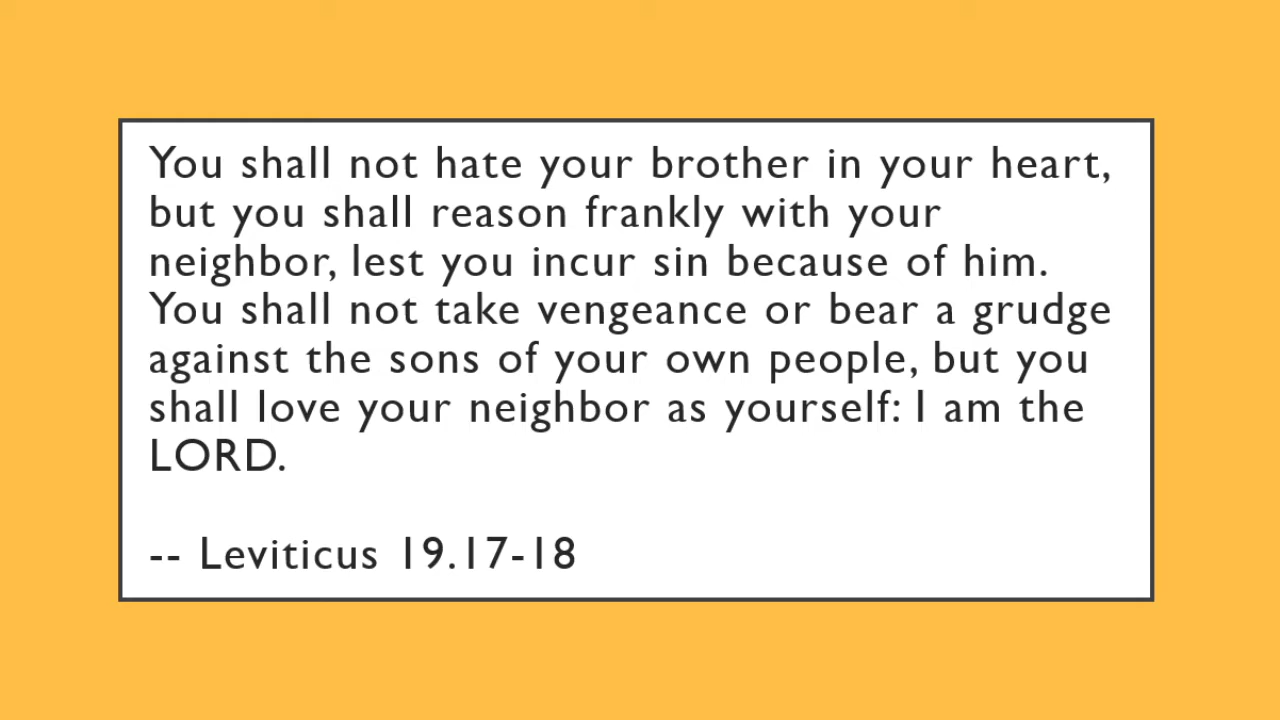 You shall not hate your brother in your heart,
but you shall reason frankly with your
neighbor, lest you incur sin because of him.
You shall not take vengeance or bear a grudge
against the sons of your own people, but you
shall love your neighbor as yourself: I am the
LORD.
-- Leviticus 19.17-18